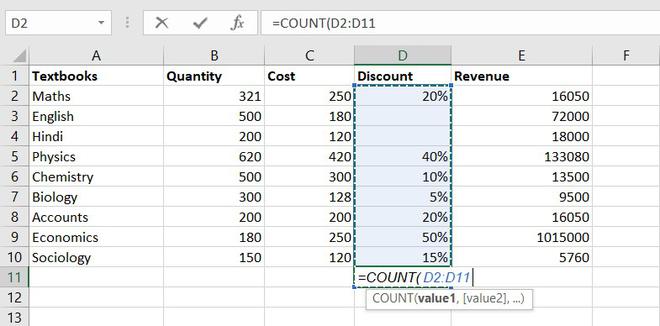 D2 fx =COUNT(D2:D11
A B C D E F
1 Textbooks Quantity Cost Discount Revenue
2 Maths 321 250 20% 16050
3 English 500 180 72000
4 Hindi 200 120 18000
5 Physics 620 420 40% 133080
6 Chemistry 500 300 10% 13500
7 Biology 300 128 5% 9500
8 Accounts 200 200 20% 16050
9 Economics 180 250 50% 1015000
10 Sociology 150 120 15% 5760
11 =COUNT( D2:D11
12 COUNT(value1, [value2], ...)
13